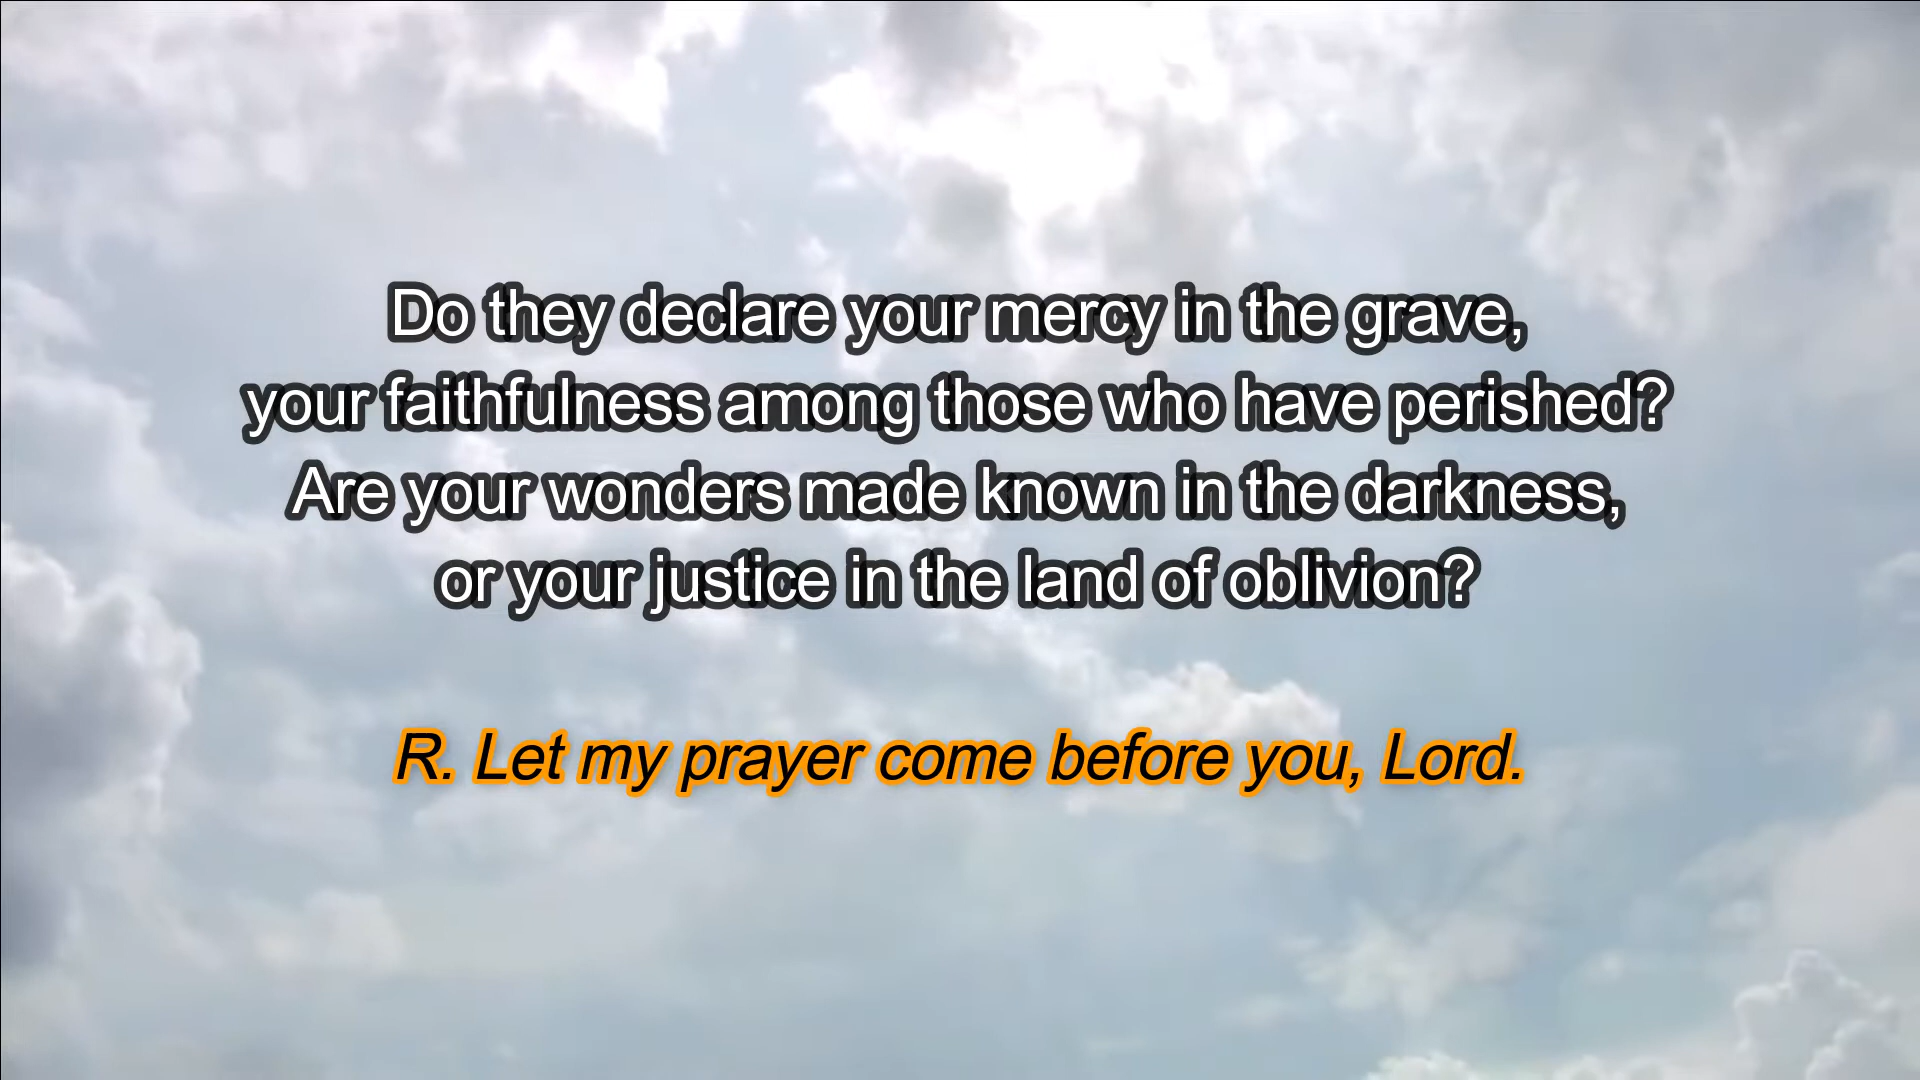 Do they declare your mercy in the grave,
your faithfulness among those who have perished?
Are your wonders made known in the darkness,
or your justice in the land of oblivion?
R. Let my prayer come before you, Lord.